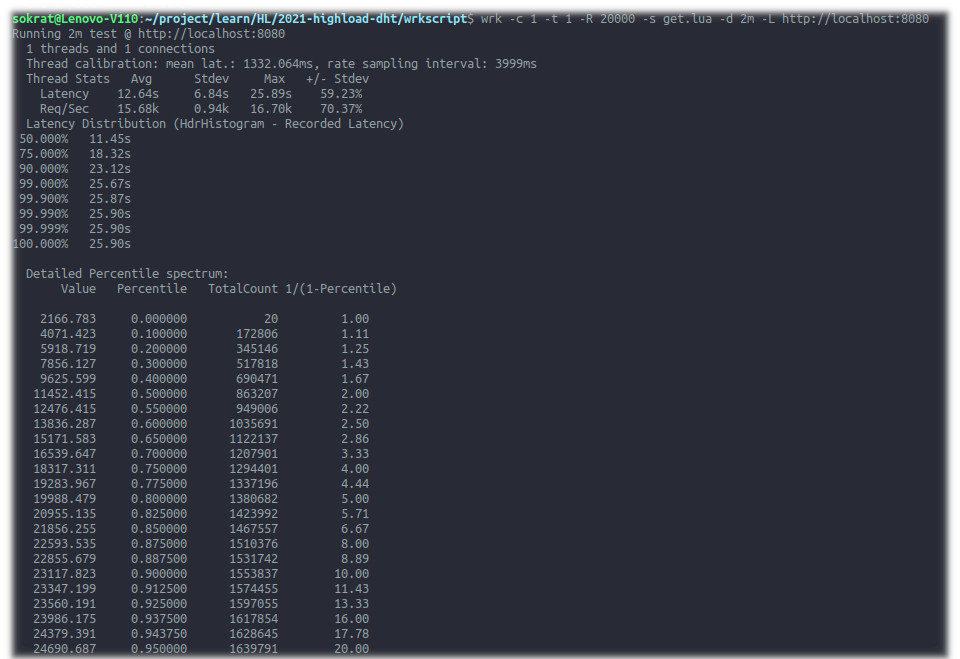 sokrat@Lenovo-V110:~/project/learn/HL/2021-highload-dht/wrkscript$ wrk -c 1 -t 1 -R 20000 -s get.lua -d 2m -L http://localhost:8080
Running 2m test @ http://localhost:8080
1 threads and 1 connections
Thread calibration: mean lat.: 1332.064ms, rate sampling interval: 3999ms
Thread Stats Avg Stdev Max +/- Stdev
Latency 12.64s 6.84s 25.89s 59.23%
Req/Sec 15.68k 0.94k 16.70k 70.37%
Latency Distribution (HdrHistogram - Recorded Latency)
50.000% 11.45s
75.000% 18.32s
90.000% 23.12s
99.000% 25.67s
99.900% 25.87s
99.990% 25.90s
99.999% 25.90s
100.000% 25.90s
Detailed Percentile spectrum:
Value Percentile TotalCount 1/(1-Percentile)
2166.783 0.000000 20 1.00
4071.423 0.100000 172806 1.11
5918.719 0.200000 345146 1.25
7856.127 0.300000 517818 1.43
9625.599 0.400000 690471 1.67
11452.415 0.500000 863207 2.00
12476.415 0.550000 949006 2.22
13836.287 0.600000 1035691 2.50
15171.583 0.650000 1122137 2.86
16539.647 0.700000 1207901 3.33
18317.311 0.750000 1294401 4.00
19283.967 0.775000 1337196 4.44
19988.479 0.800000 1380682 5.00
20955.135 0.825000 1423992 5.71
21856.255 0.850000 1467557 6.67
22593.535 0.875000 1510376 8.00
22855.679 0.887500 1531742 8.89
23117.823 0.900000 1553837 10.00
23347.199 0.912500 1574455 11.43
23560.191 0.925000 1597055 13.33
23986.175 0.937500 1617854 16.00
24379.391 0.943750 1628645 17.78
24690.687 0.950000 1639791 20.00